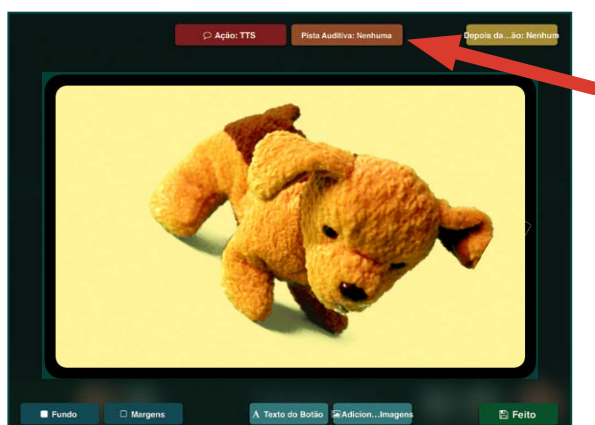 Ação: TTS
Pista Auditiva: Nenhuma
Depois da...ão: Nenhum
Fundo
Margens
A Texto do Botão
Adicion...Imagens
Feito